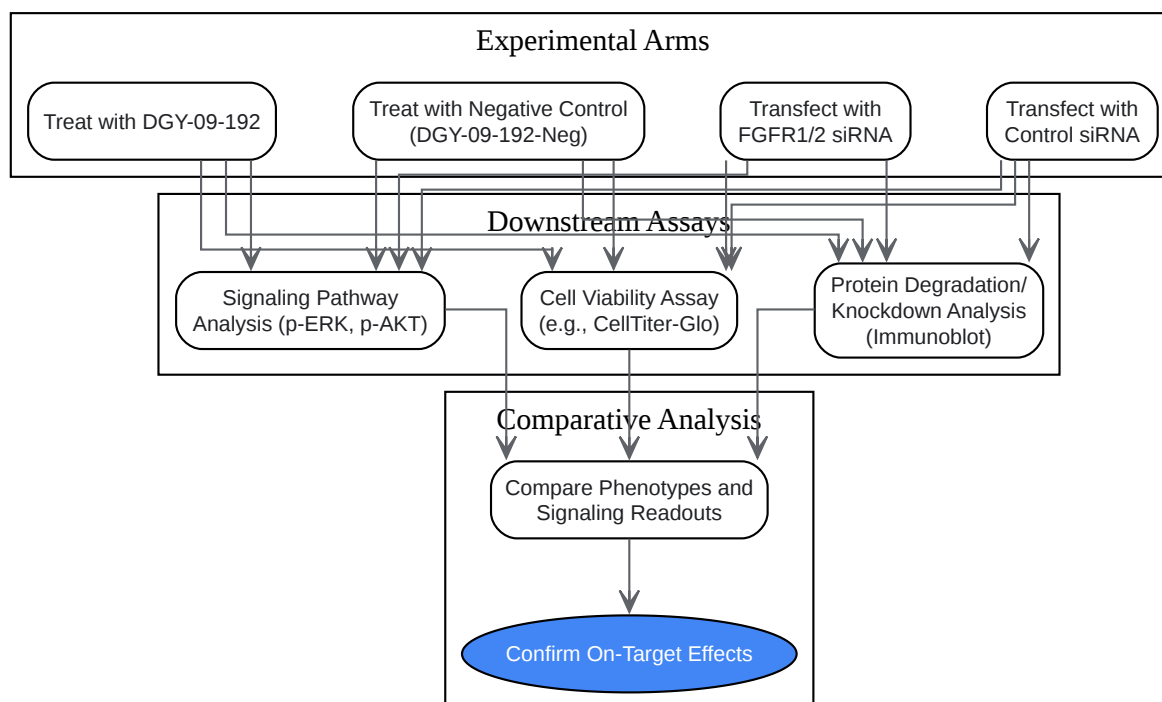 Experimental Arms
Treat with DGY-09-192
Treat with Negative Control
(DGY-09-192-Neg)
Transfect with
FGFR1/2 siRNA
Transfect with
Control siRNA
Downstream Assays
Signaling Pathway
Analysis (p-ERK, p-AKT)
Cell Viability Assay
(e.g., CellTiter-Glo)
Protein Degradation/
Knockdown Analysis
(Immunoblot)
Comparative Analysis
Compare Phenotypes and
Signaling Readouts
Confirm On-Target Effects